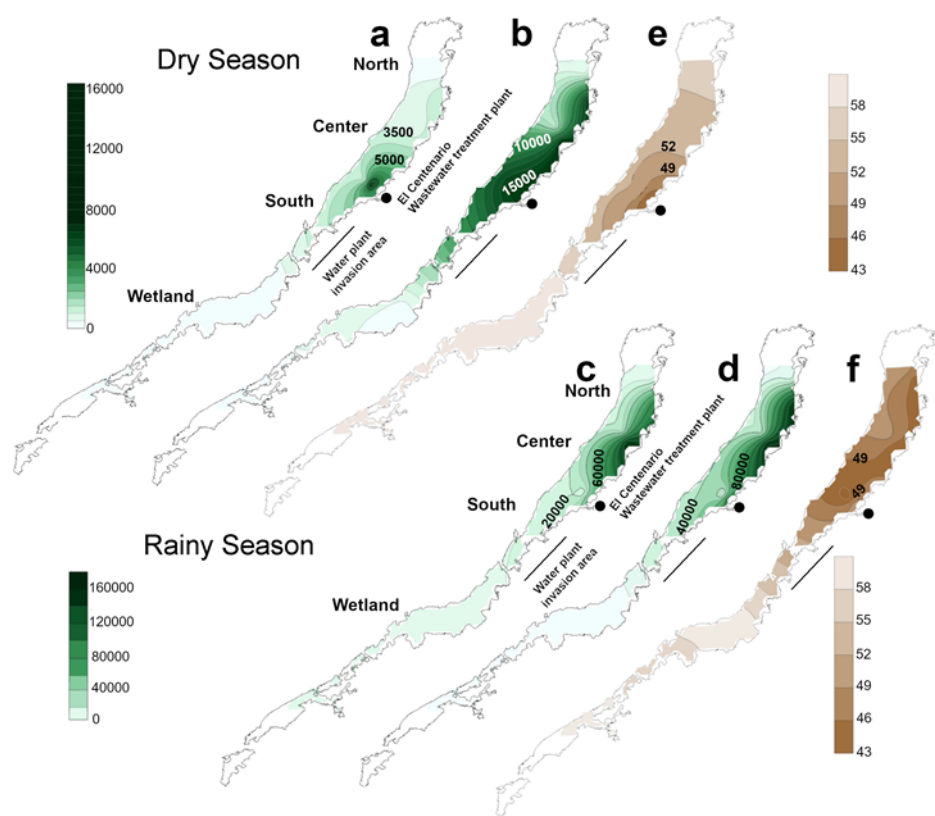 a
b
e
Dry Season
North
16000
12000
8000
4000
0
Center
3500
5000
South
El Centenario
Wastewater treatment plant
Water plant
invasion area
Wetland
10000
15000
52
49
58
55
52
49
46
43
c
d
f
North
Center
South
60000
20000
El Centenario
Wastewater treatment plant
Water plant
invasion area
Wetland
80000
40000
49
49
Rainy Season
160000
120000
80000
40000
0
58
55
52
49
46
43